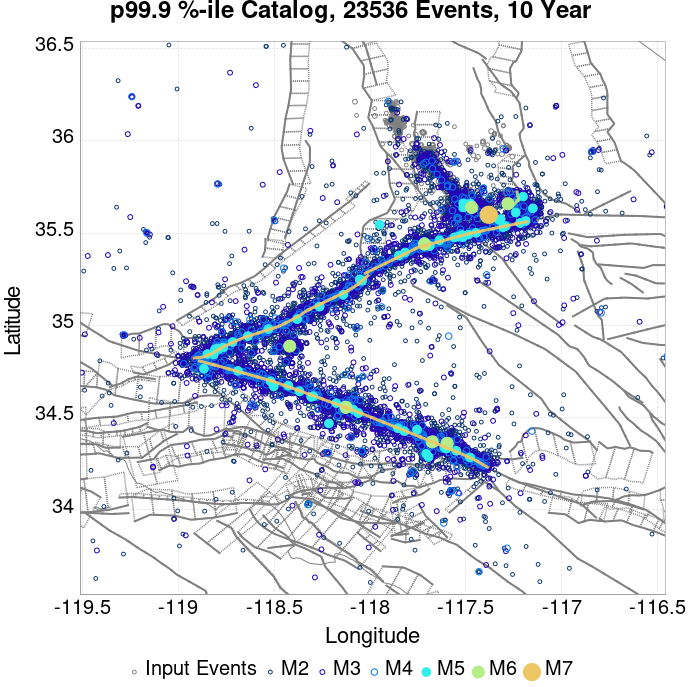 p99.9 %-ile Catalog, 23536 Events, 10 Year
36.5
36
35.5
35
34.5
34
Latitude
-119.5 -119 -118.5 -118 -117.5 -117 -116.5
Longitude
Input Events M2 M3 M4 M5 M6 M7